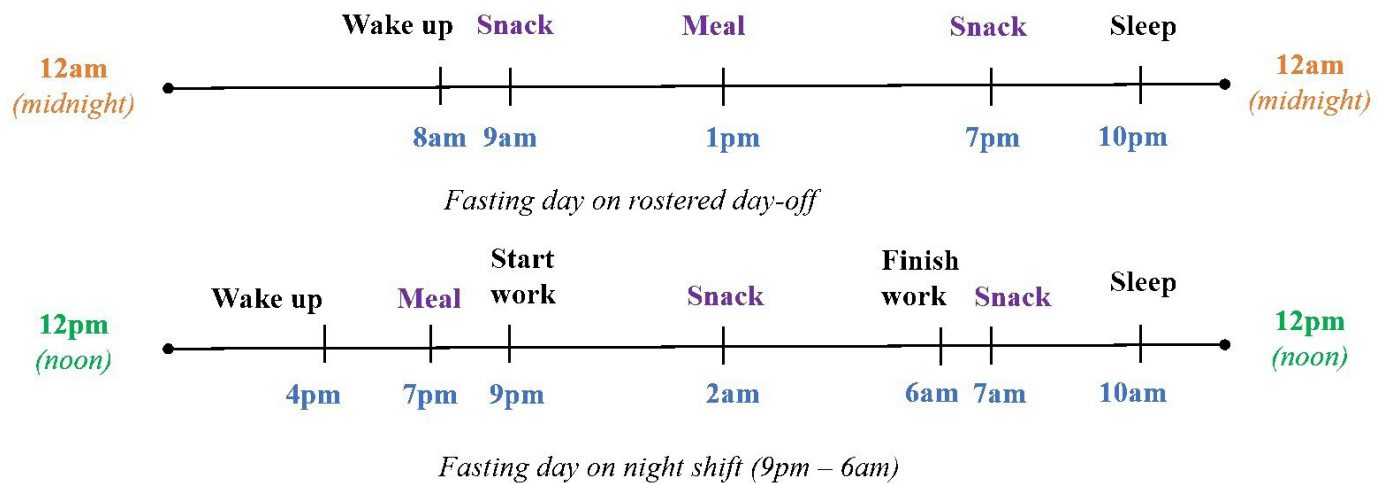 Wake up Snack Meal Snack Sleep
12am
(midnight)
12am
(midnight)
8am 9am 1pm 7pm 10pm
Fasting day on rostered day-off
Wake up Meal Start
work Snack Finish
work Snack Sleep
12pm
(noon)
12pm
(noon)
4pm 7pm 9pm 2am 6am 7am 10am
Fasting day on night shift (9pm – 6am)